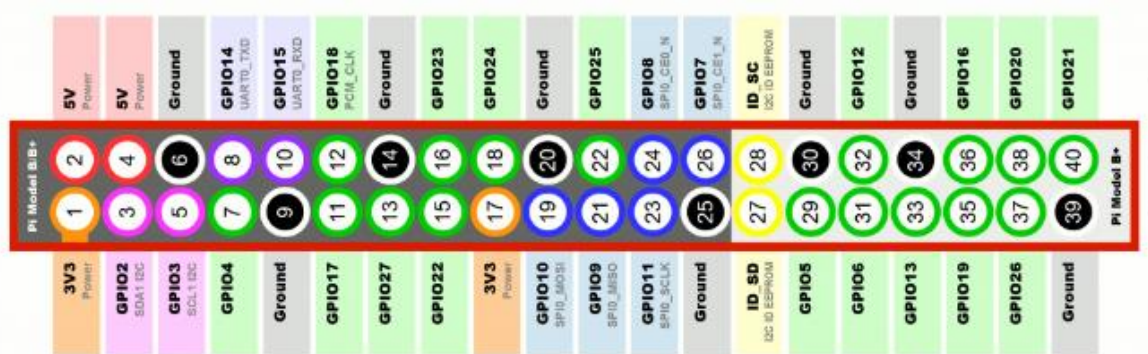 5V
Power
5V
Power
Ground
GPIO14
UART0_TXD
GPIO15
UART0_RXD
GPIO18
PCM_CLK
Ground
GPIO23
GPIO24
Ground
GPIO25
GPIO8
SPI0_CE0_N
GPIO7
SPI0_CE1_N
ID_SC
I2C ID EEPROM
Ground
GPIO12
Ground
GPIO16
GPIO20
GPIO21
Pi Model B/B+
2 4 6 8 10 12 14 16 18 20 22 24 26 28 30 32 34 36 38 40
1 3 5 7 9 11 13 15 17 19 21 23 25 27 29 31 33 35 37 39
Pi Model B+
3V3
Power
GPIO2
SDA1 I2C
GPIO3
SCL1 I2C
GPIO4
Ground
GPIO17
GPIO27
GPIO22
3V3
Power
GPIO10
SPI0_MOSI
GPIO9
SPI0_MISO
GPIO11
SPI0_SCLK
Ground
ID_SD
I2C ID EEPROM
GPIO5
GPIO6
GPIO13
GPIO19
GPIO26
Ground